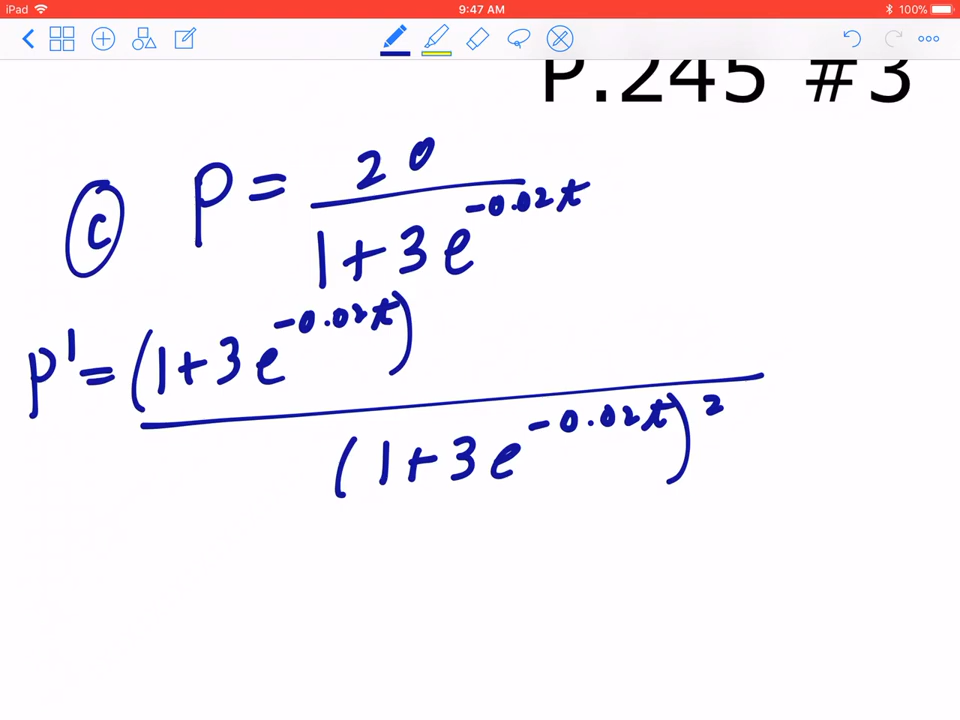 iPad 9:47 AM 100%
P.245 #3
c P = 20 / (1+3e^(-0.02t))
P' = (1+3e^(-0.02t)) / (1+3e^(-0.02t))²